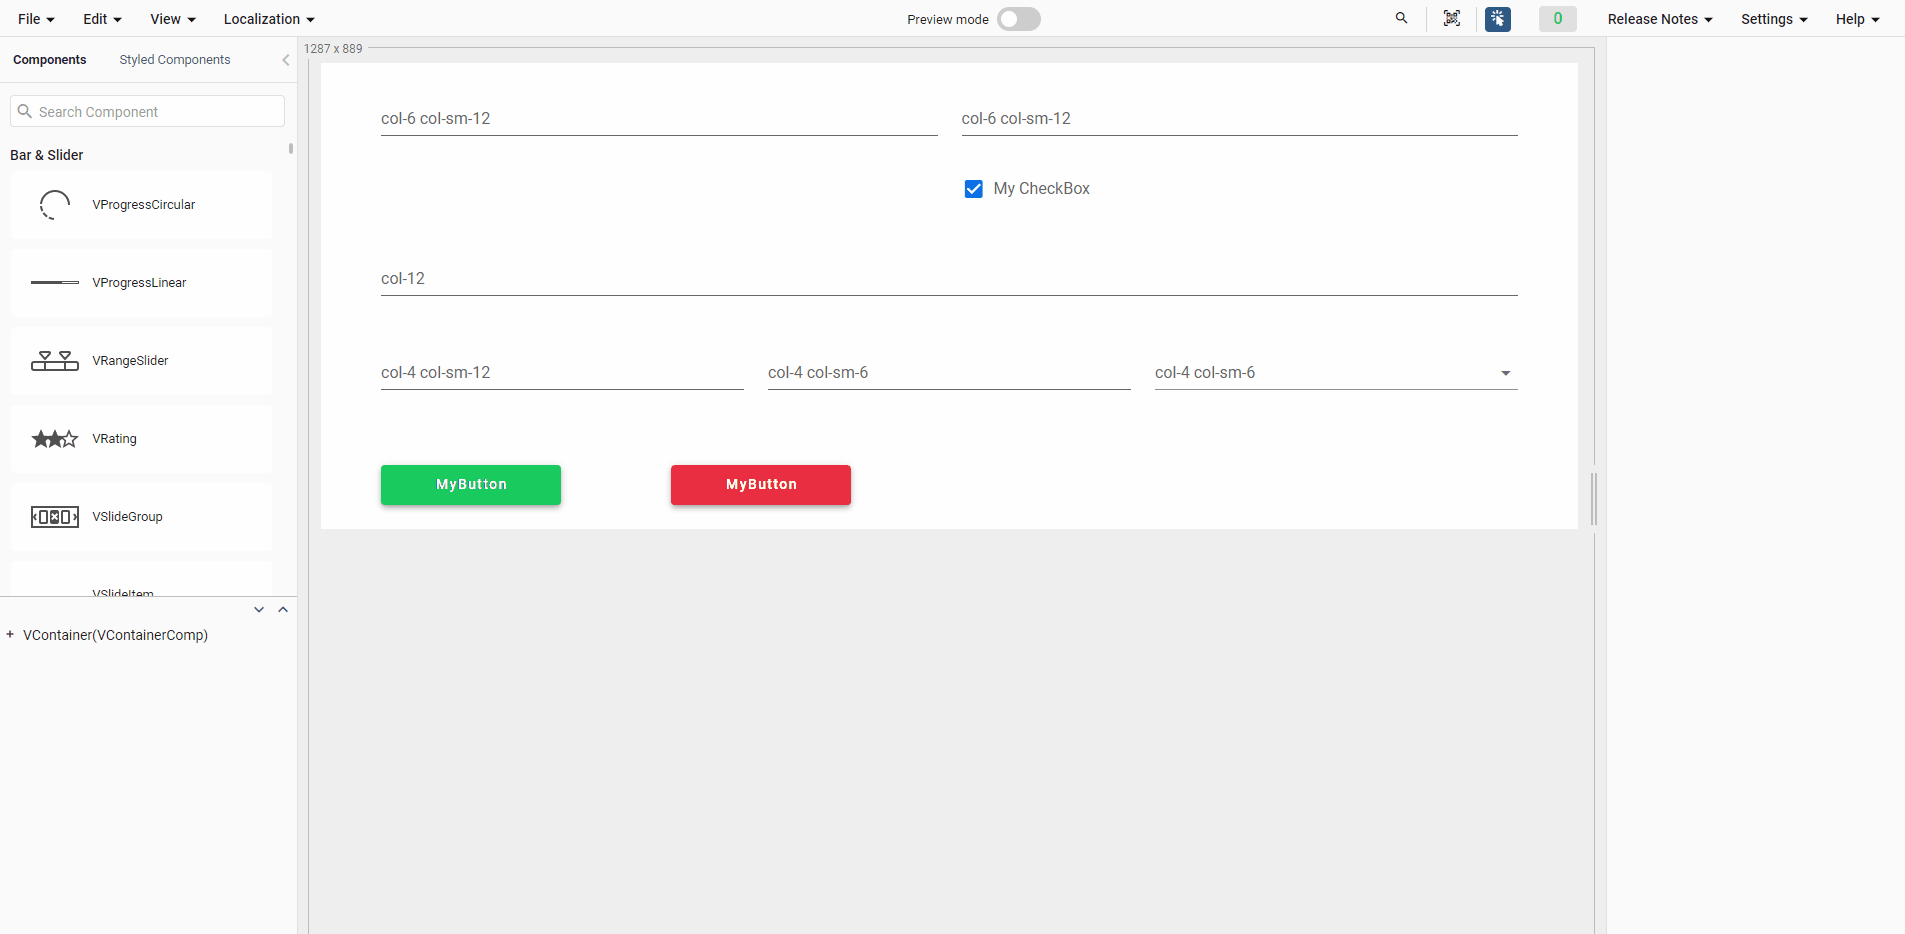 File Edit View Localization Preview mode 0 Release Notes Settings Help
Components Styled Components
1287 x 889
Search Component
Bar & Slider
VProgressCircular
VProgressLinear
VRangeSlider
VRating
VSlideGroup
VSlideItem
VContainer(VContainerComp)
col-6 col-sm-12 col-6 col-sm-12
My CheckBox
col-12
col-4 col-sm-12 col-4 col-sm-6 col-4 col-sm-6
MyButton MyButton